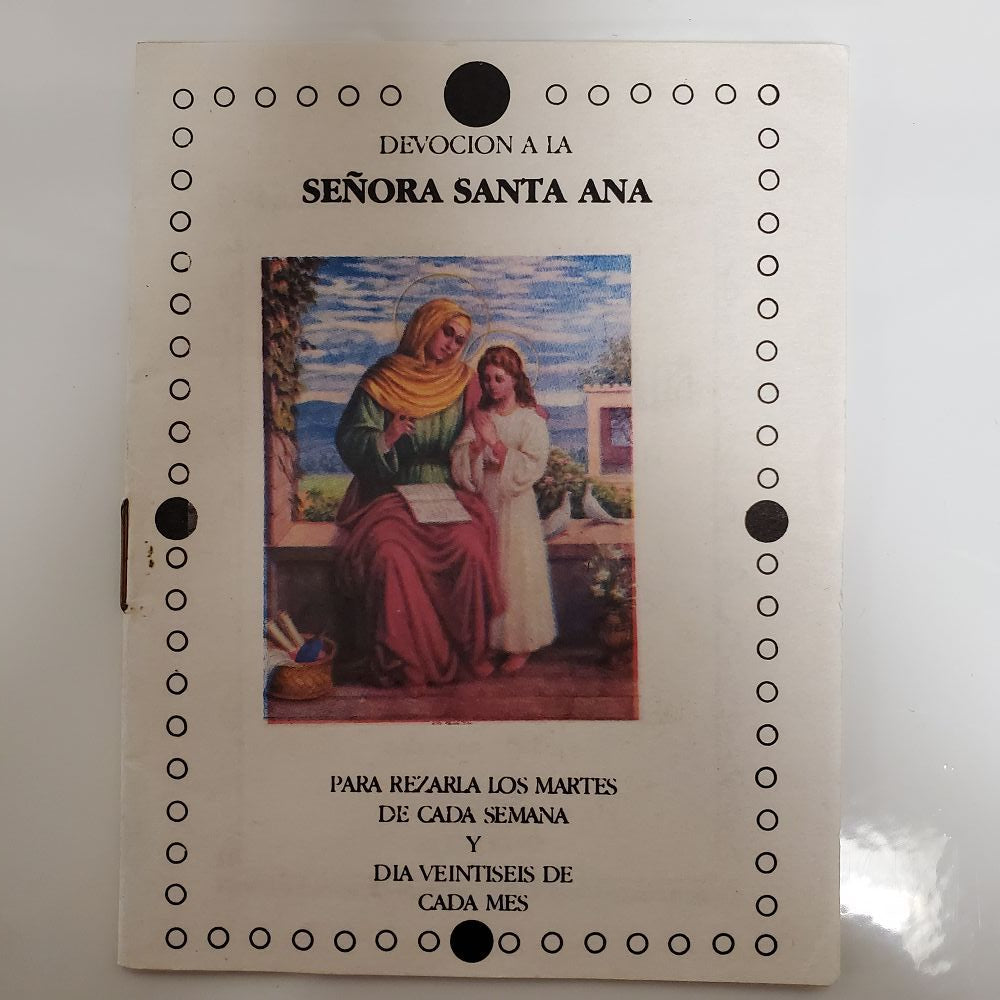 DEVOCION A LA
SEÑORA SANTA ANA
PARA REZARLA LOS MARTES
DE CADA SEMANA
Y
DIA VEINTISEIS DE
CADA MES